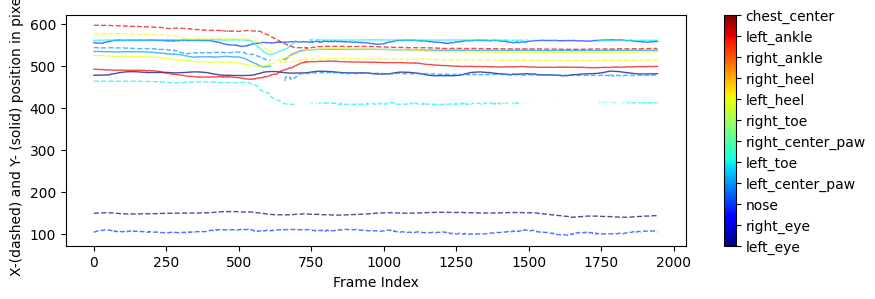 X-(dashed) and Y- (solid) position in pixe
600
500
400
300
200
100
0
250
500
750
1000
1250
1500
1750
2000
Frame Index
chest_center
left_ankle
right_ankle
right_heel
left_heel
right_toe
right_center_paw
left_toe
left_center_paw
nose
right_eye
left_eye